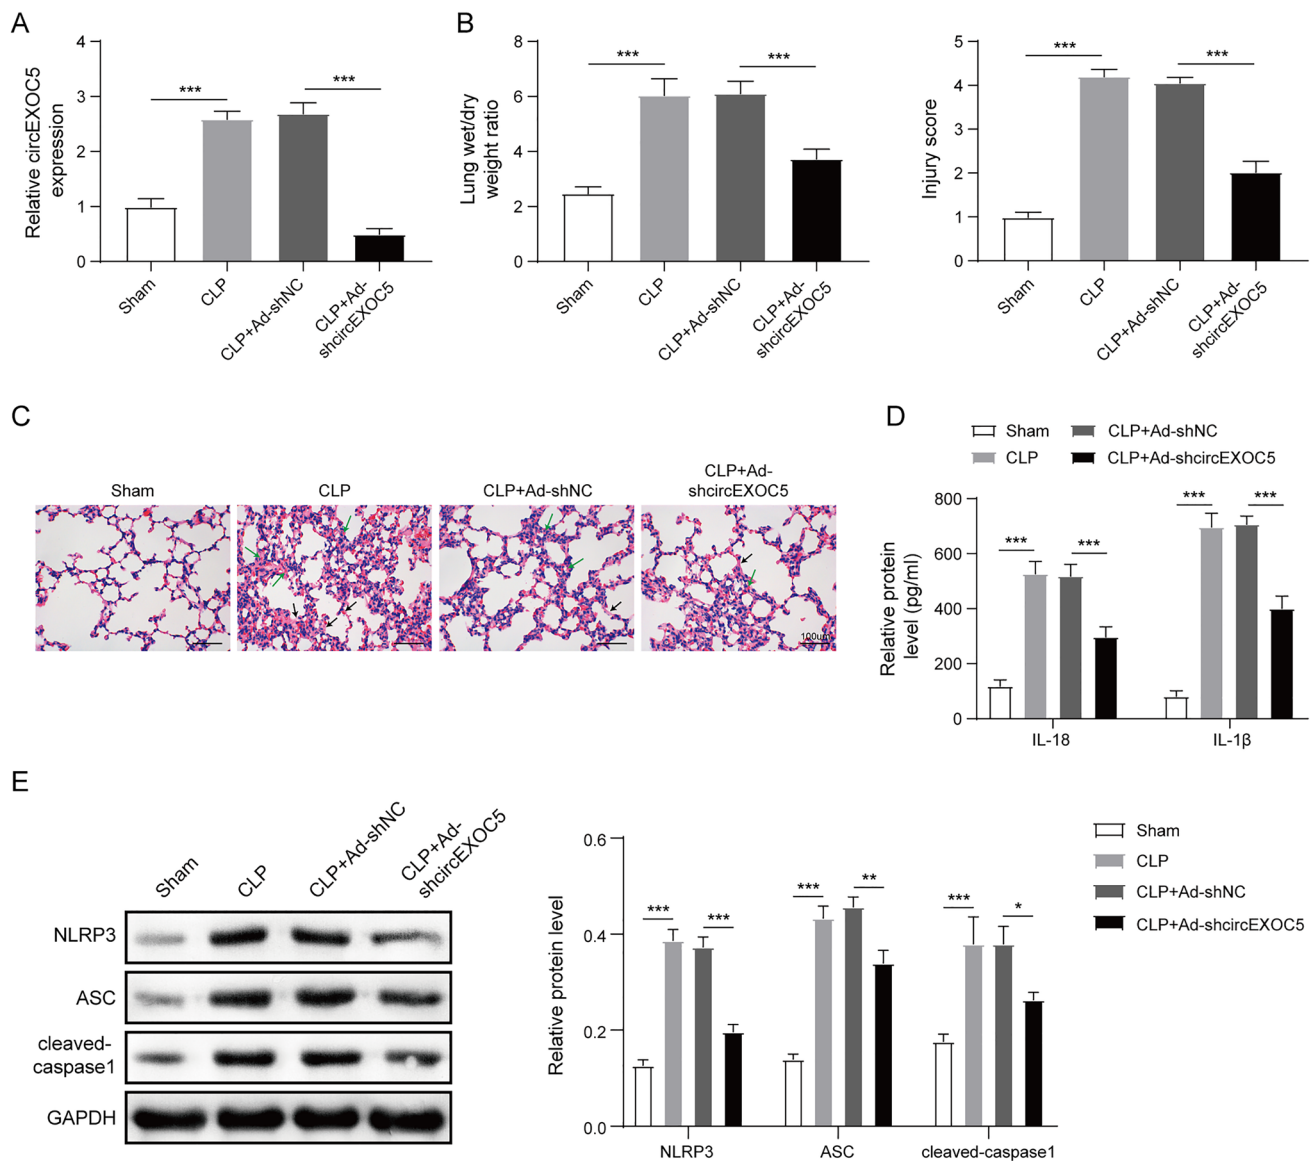 A
Relative circEXOC5
expression
4
3
2
1
0
***
***
Sham
CLP
CLP+Ad-shNC
CLP+Ad-
shcircEXOC5
B
Lung wet/dry
weight ratio
8
6
4
2
0
***
***
Sham
CLP
CLP+Ad-shNC
CLP+Ad-
shcircEXOC5
Injury score
5
4
3
2
1
0
***
***
Sham
CLP
CLP+Ad-shNC
CLP+Ad-
shcircEXOC5
C
Sham
CLP
CLP+Ad-shNC
CLP+Ad-
shcircEXOC5
100um
D
Sham
CLP+Ad-shNC
CLP
CLP+Ad-shcircEXOC5
Relative protein
level (pg/ml)
800
600
400
200
0
***
***
***
***
IL-18
IL-1β
E
Sham
CLP
CLP+Ad-shNC
CLP+Ad-
shcircEXOC5
NLRP3
ASC
cleaved-
caspase1
GAPDH
Relative protein level
0.6
0.4
0.2
0.0
***
***
***
**
***
*
NLRP3
ASC
cleaved-caspase1
Sham
CLP
CLP+Ad-shNC
CLP+Ad-shcircEXOC5